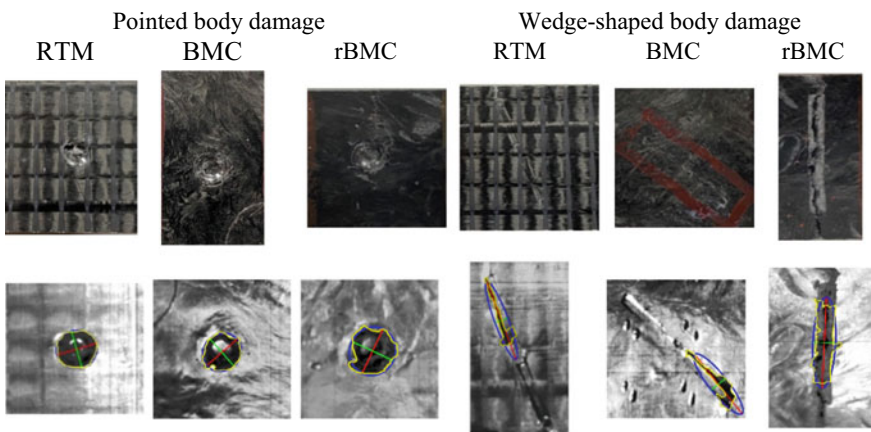 Pointed body damage Wedge-shaped body damage
RTM BMC rBMC RTM BMC rBMC